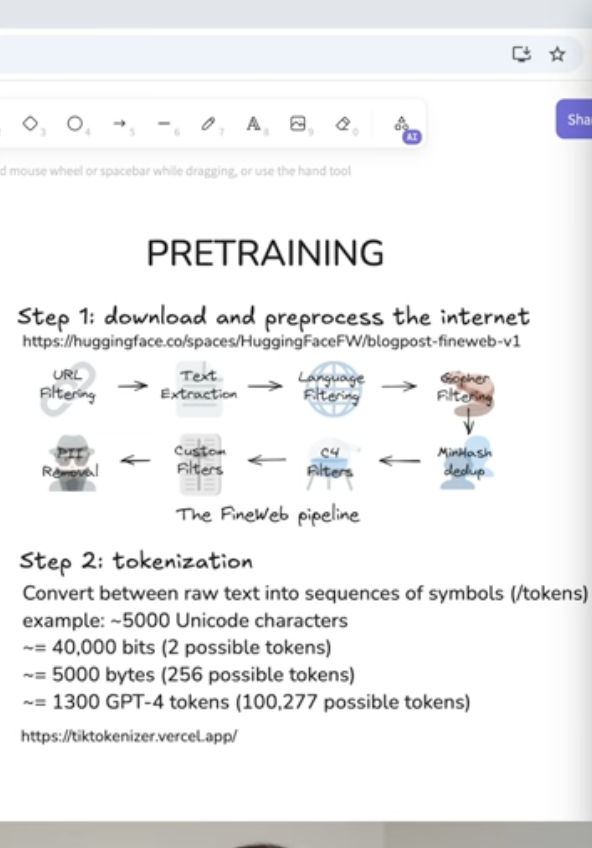 3
4
5
6
7
8
9
0
AI
Sha
d mouse wheel or spacebar while dragging, or use the hand tool
PRETRAINING
Step 1: download and preprocess the internet
https://huggingface.co/spaces/HuggingFaceFW/blogpost-fineweb-v1
URL Filtering
Text Extraction
Language Filtering
Gopher Filtering
PII Removal
Custom Filters
C4 Filters
MinHash dedup
The FineWeb pipeline
Step 2: tokenization
Convert between raw text into sequences of symbols (/tokens)
example: ~5000 Unicode characters
~= 40,000 bits (2 possible tokens)
~= 5000 bytes (256 possible tokens)
~= 1300 GPT-4 tokens (100,277 possible tokens)
https://tiktokenizer.vercel.app/